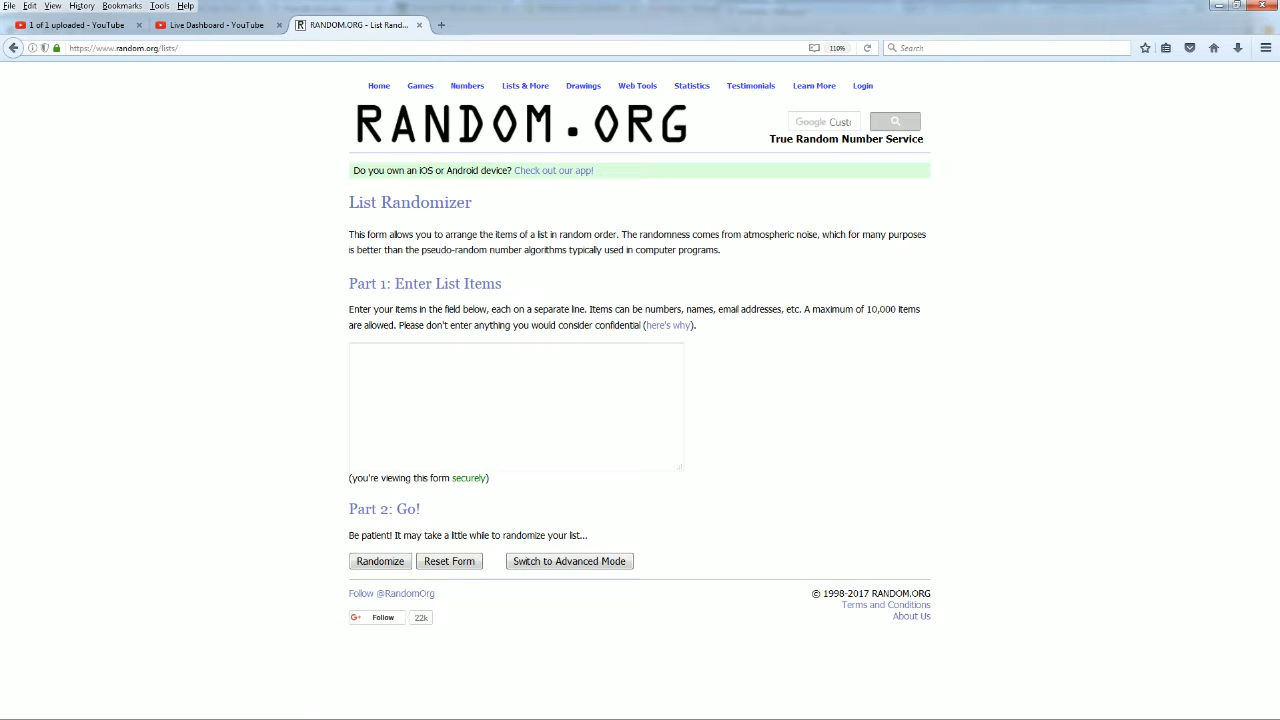 File Edit View History Bookmarks Tools Help
1 of 1 uploaded - YouTube Live Dashboard - YouTube RANDOM.ORG - List Rand...
https://www.random.org/lists/ 110% Search
Home Games Numbers Lists & More Drawings Web Tools Statistics Testimonials Learn More Login
RANDOM.ORG
Google Custo
True Random Number Service
Do you own an iOS or Android device? Check out our app!
List Randomizer
This form allows you to arrange the items of a list in random order. The randomness comes from atmospheric noise, which for many purposes
is better than the pseudo-random number algorithms typically used in computer programs.
Part 1: Enter List Items
Enter your items in the field below, each on a separate line. Items can be numbers, names, email addresses, etc. A maximum of 10,000 items
are allowed. Please don't enter anything you would consider confidential (here's why).
(you're viewing this form securely)
Part 2: Go!
Be patient! It may take a little while to randomize your list...
Randomize Reset Form Switch to Advanced Mode
Follow @RandomOrg
G+ Follow 22k
© 1998-2017 RANDOM.ORG
Terms and Conditions
About Us